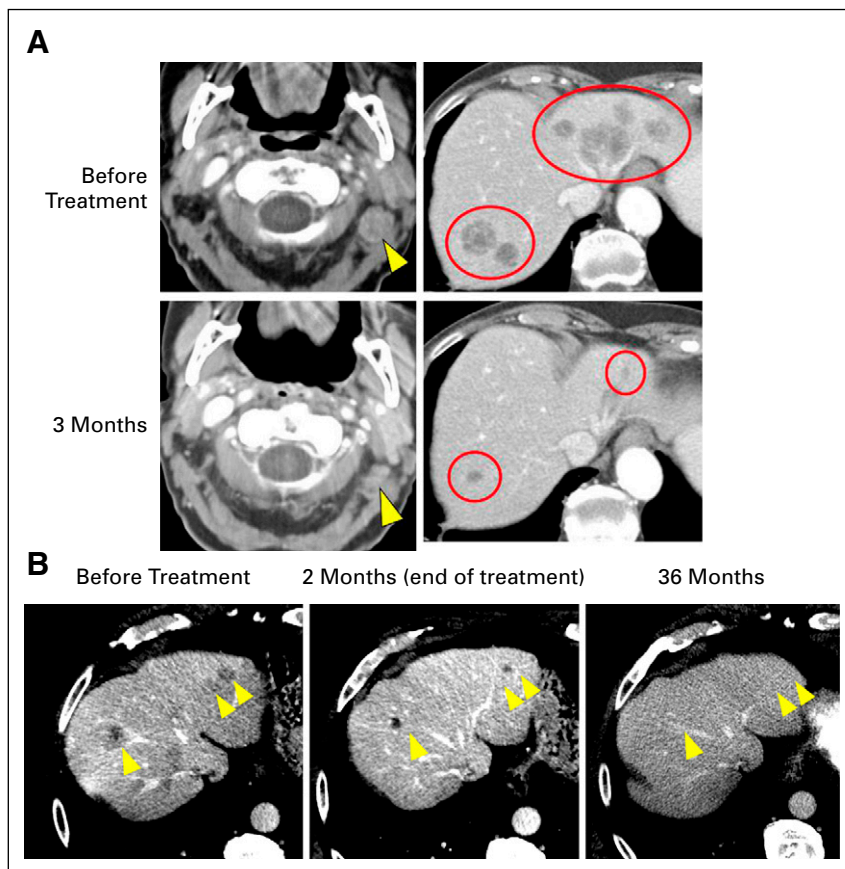 A
Before
Treatment
3 Months
B
Before Treatment
2 Months (end of treatment)
36 Months